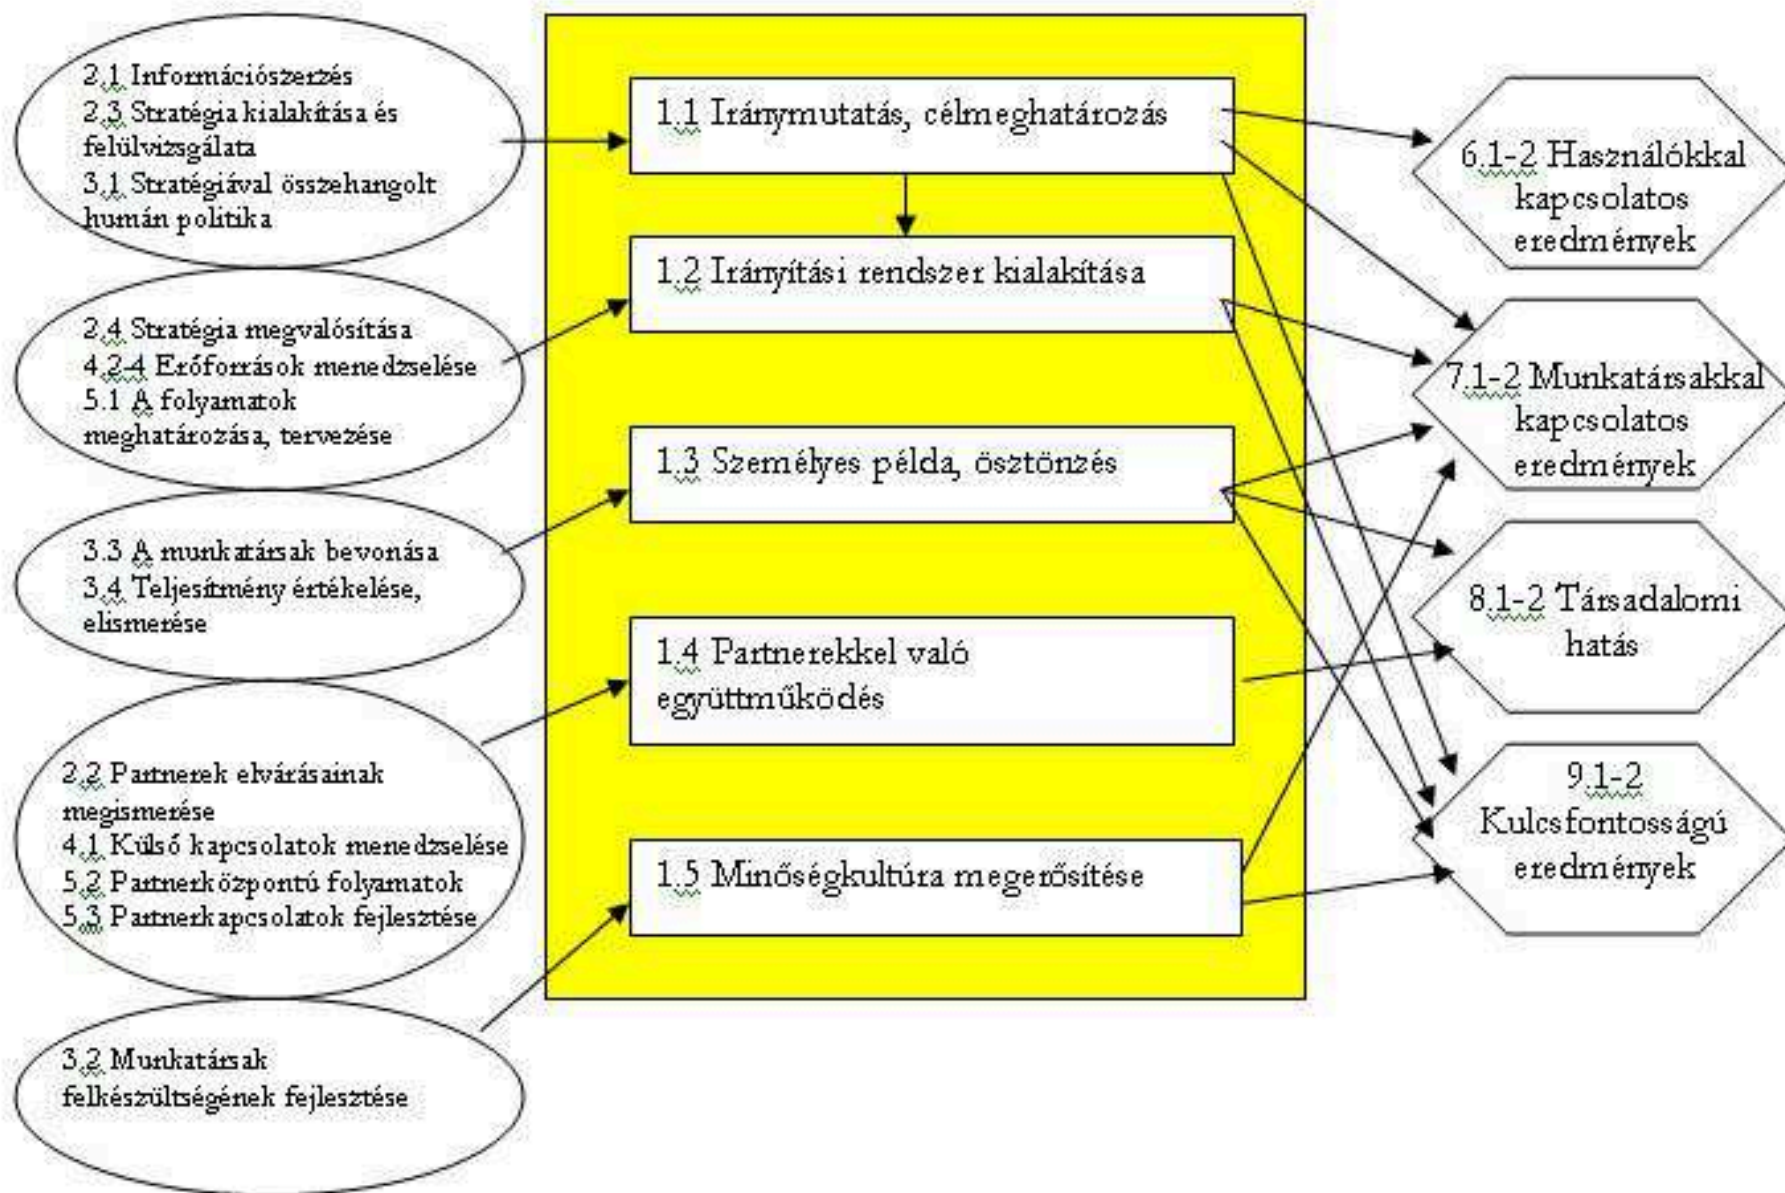 2.1 Információszerzés
2.3 Stratégia kialakítása és
felülvizsgálata
3.1 Stratégiával összehangolt
humán politika
2.4 Stratégia megvalósítása
4.2-4 Erőforrások menedzselése
5.1 A folyamatok
meghatározása, tervezése
3.3 A munkatársak bevonása
3.4 Teljesítmény értékelése,
elismerése
2.2 Partnerek elvárásainak
megismerése
4.1 Külső kapcsolatok menedzselése
5.2 Partnerközpontú folyamatok
5.3 Partnerkapcsolatok fejlesztése
3.2 Munkatársak
felkészültségének fejlesztése
1.1 Iránymutatás, célmeghatározás
1.2 Irányítási rendszer kialakítása
1.3 Személyes példa, ösztönzés
1.4 Partnerekkel való
együttműködés
1.5 Minőségkultúra megerősítése
6.1-2 Használókkal
kapcsolatos
eredmények
7.1-2 Munkatársakkal
kapcsolatos
eredmények
8.1-2 Társadalomi
hatás
9.1-2
Kulcsfontosságú
eredmények